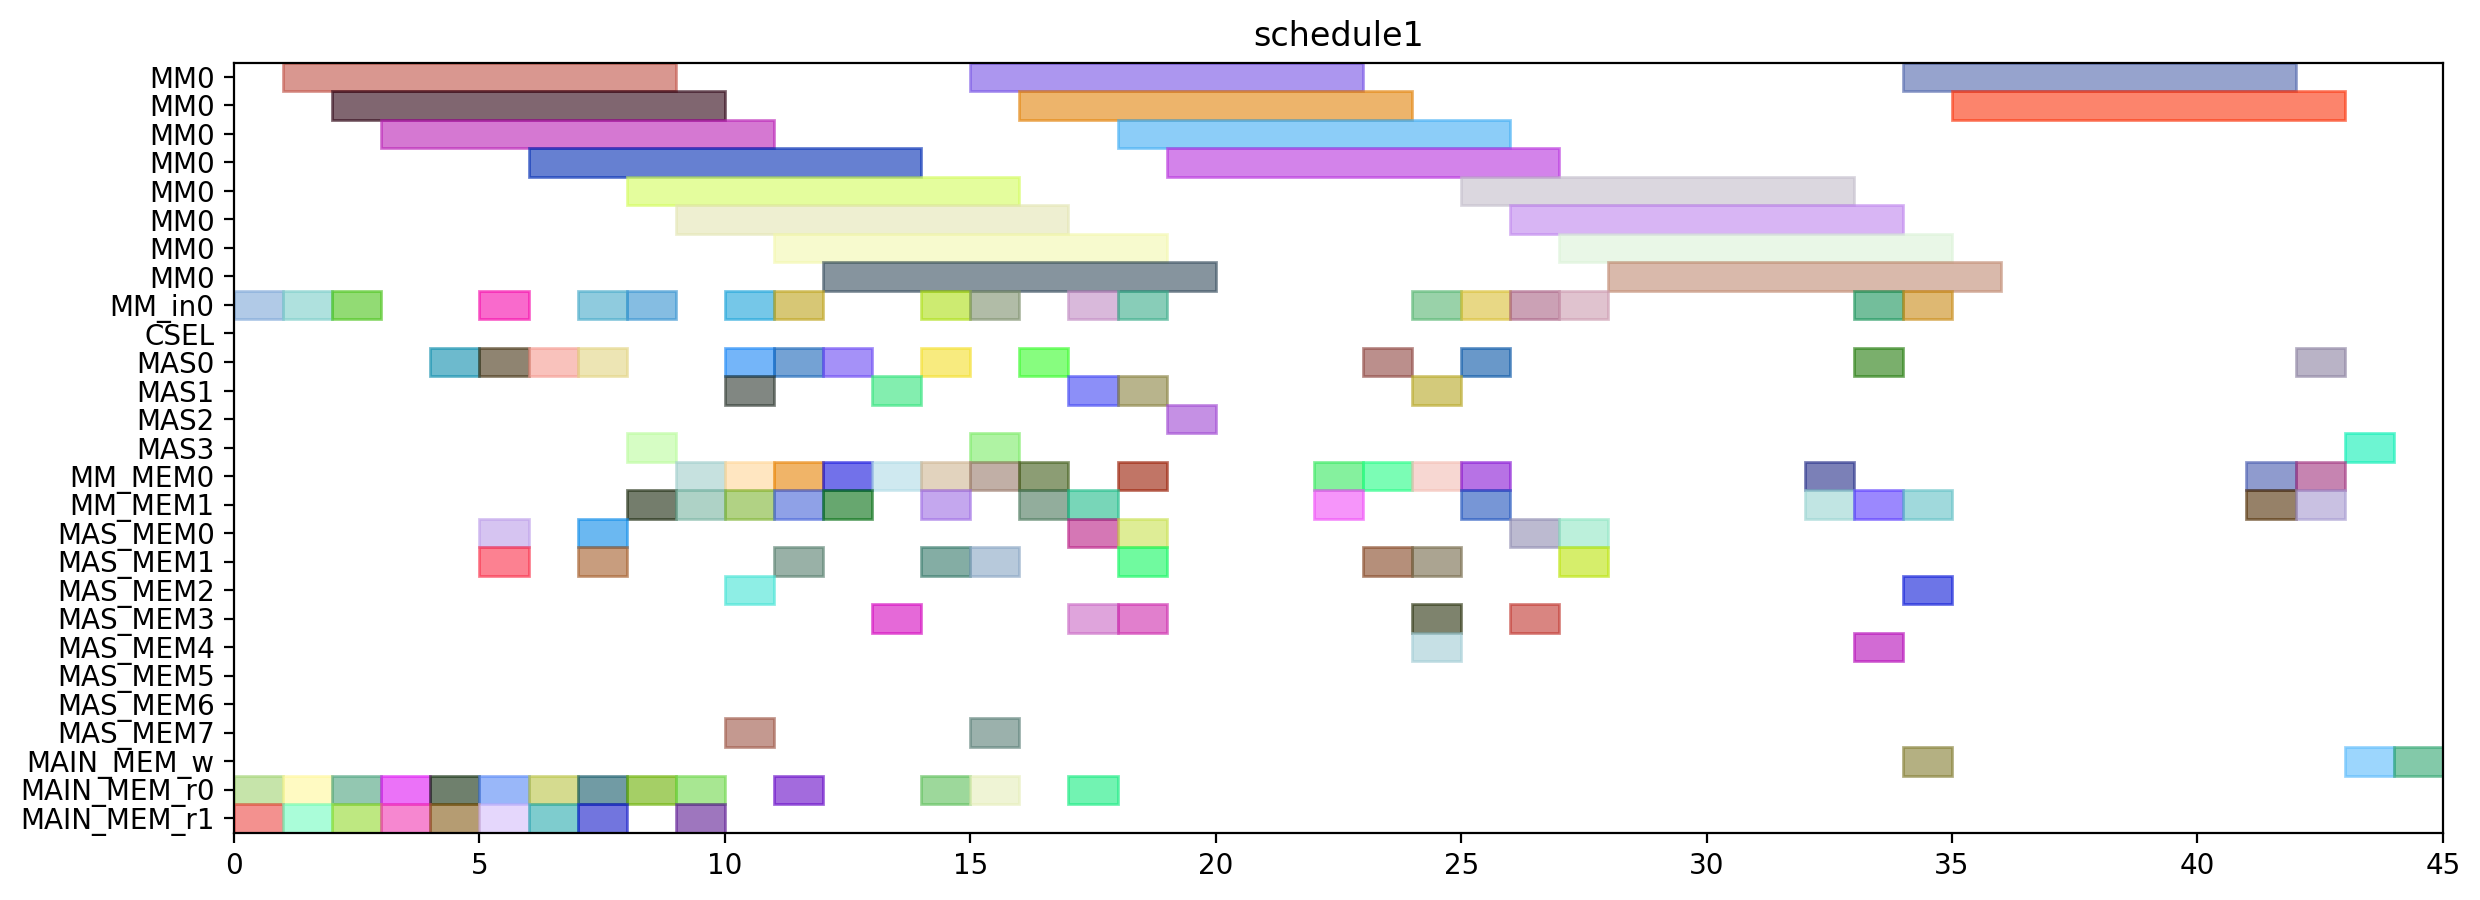 schedule1
MM0
MM0
MM0
MM0
MM0
MM0
MM0
MM0
MM_in0
CSEL
MAS0
MAS1
MAS2
MAS3
MM_MEM0
MM_MEM1
MAS_MEM0
MAS_MEM1
MAS_MEM2
MAS_MEM3
MAS_MEM4
MAS_MEM5
MAS_MEM6
MAS_MEM7
MAIN_MEM_w
MAIN_MEM_r0
MAIN_MEM_r1
0 5 10 15 20 25 30 35 40 45